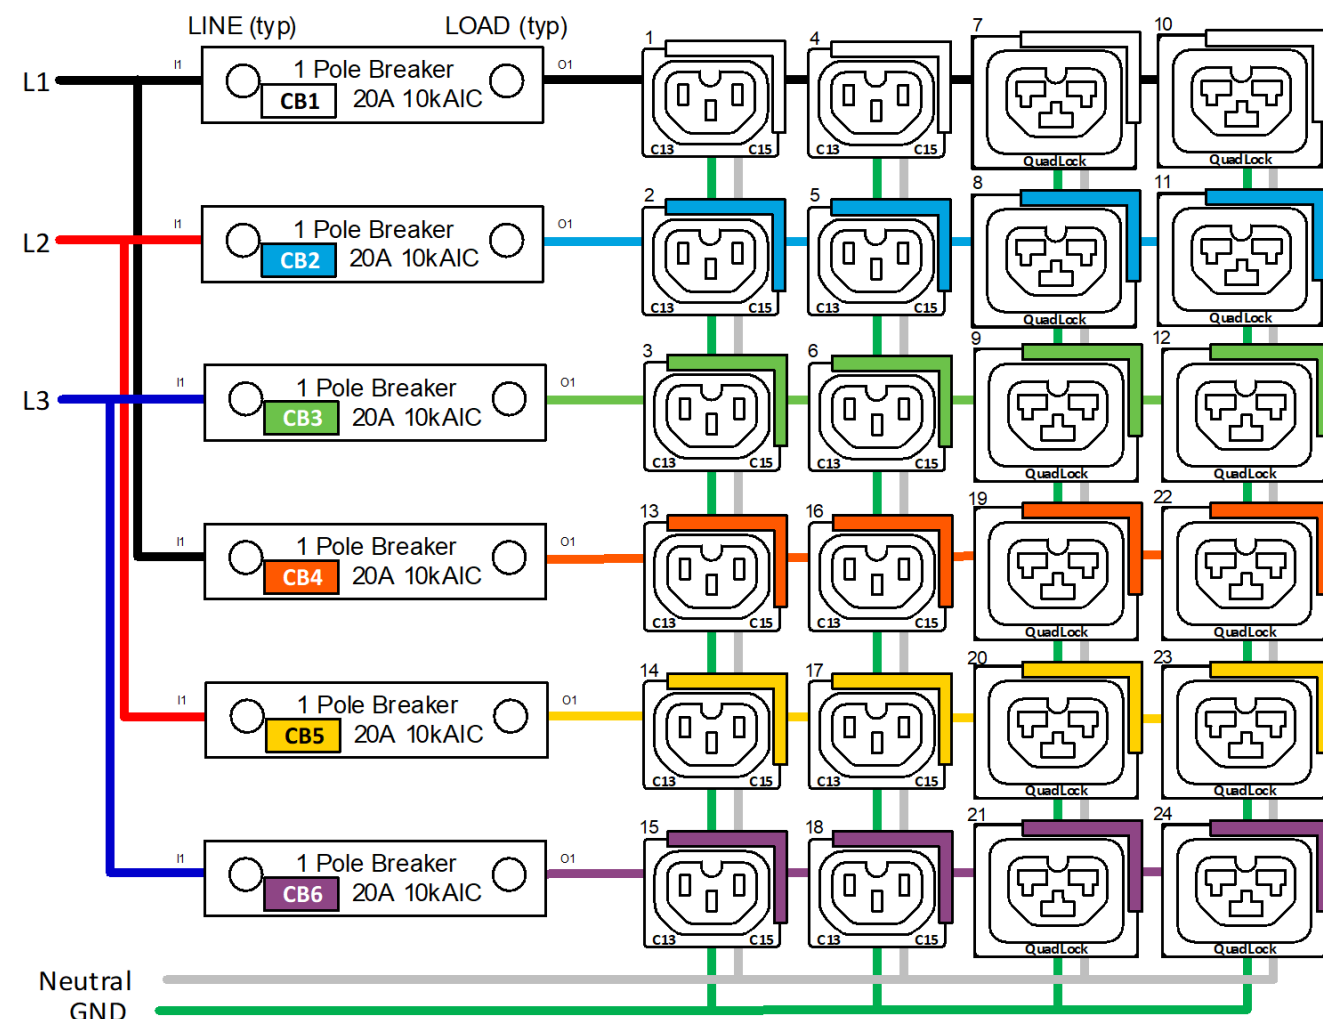 LINE (typ) LOAD (typ)
1 4 7 10
L1 I1 1 Pole Breaker O1
CB1 20A 10kAIC
C13 C15 C13 C15 QuadLock QuadLock
2 5 8 11
L2 I1 1 Pole Breaker O1
CB2 20A 10kAIC
C13 C15 C13 C15 QuadLock QuadLock
3 6 9 12
L3 I1 1 Pole Breaker O1
CB3 20A 10kAIC
C13 C15 C13 C15 QuadLock QuadLock
13 16 19 22
I1 1 Pole Breaker O1
CB4 20A 10kAIC
C13 C15 C13 C15 QuadLock QuadLock
14 17 20 23
I1 1 Pole Breaker O1
CB5 20A 10kAIC
C13 C15 C13 C15 QuadLock QuadLock
15 18 21 24
I1 1 Pole Breaker O1
CB6 20A 10kAIC
C13 C15 C13 C15 QuadLock QuadLock
Neutral
GND